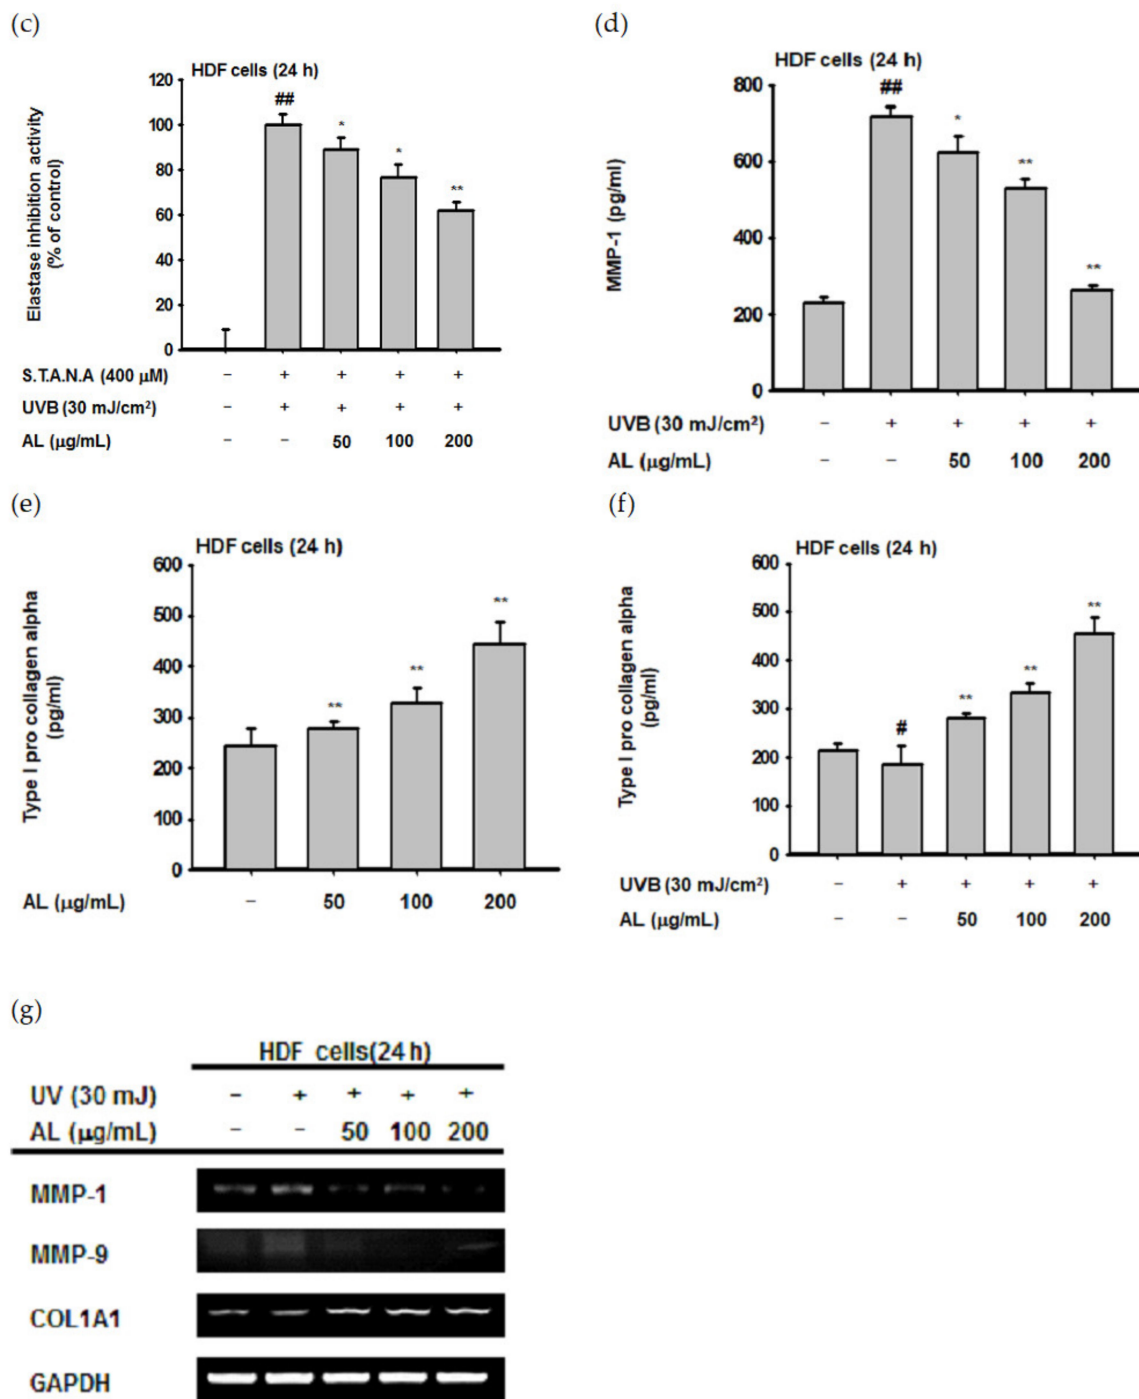 (c)
HDF cells (24 h)
Elastase inhibition activity
(% of control)
120
100
80
60
40
20
0
##
*
*
**
S.T.A.N.A (400 μM) – + + + +
UVB (30 mJ/cm²) – + + + +
AL (μg/mL) – – 50 100 200
(d)
HDF cells (24 h)
MMP-1 (pg/ml)
800
600
400
200
0
##
*
**
**
UVB (30 mJ/cm²) – + + + +
AL (μg/mL) – – 50 100 200
(e)
HDF cells (24 h)
Type I pro collagen alpha
(pg/ml)
600
500
400
300
200
100
0
**
**
**
AL (μg/mL) – 50 100 200
(f)
HDF cells (24 h)
Type I pro collagen alpha
(pg/ml)
600
500
400
300
200
100
0
#
**
**
**
UVB (30 mJ/cm²) – + + + +
AL (μg/mL) – – 50 100 200
(g)
HDF cells(24 h)
UV (30 mJ) – + + + +
AL (μg/mL) – – 50 100 200
MMP-1
MMP-9
COL1A1
GAPDH